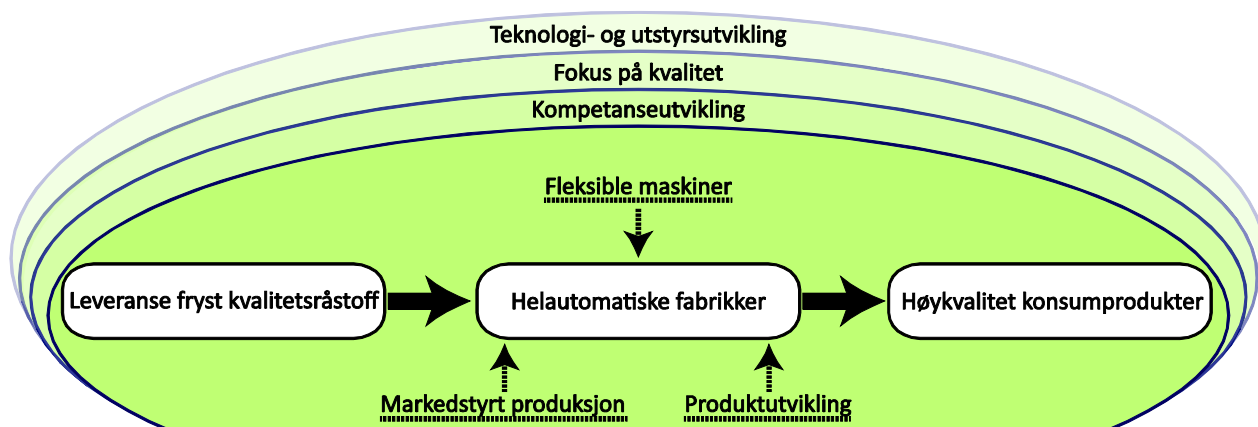 Teknologi- og utstyrsutvikling
Fokus på kvalitet
Kompetanseutvikling
Fleksible maskiner
Leveranse fryst kvalitetsråstoff
Helautomatiske fabrikker
Høykvalitet konsumprodukter
Markedstyrt produksjon
Produktutvikling